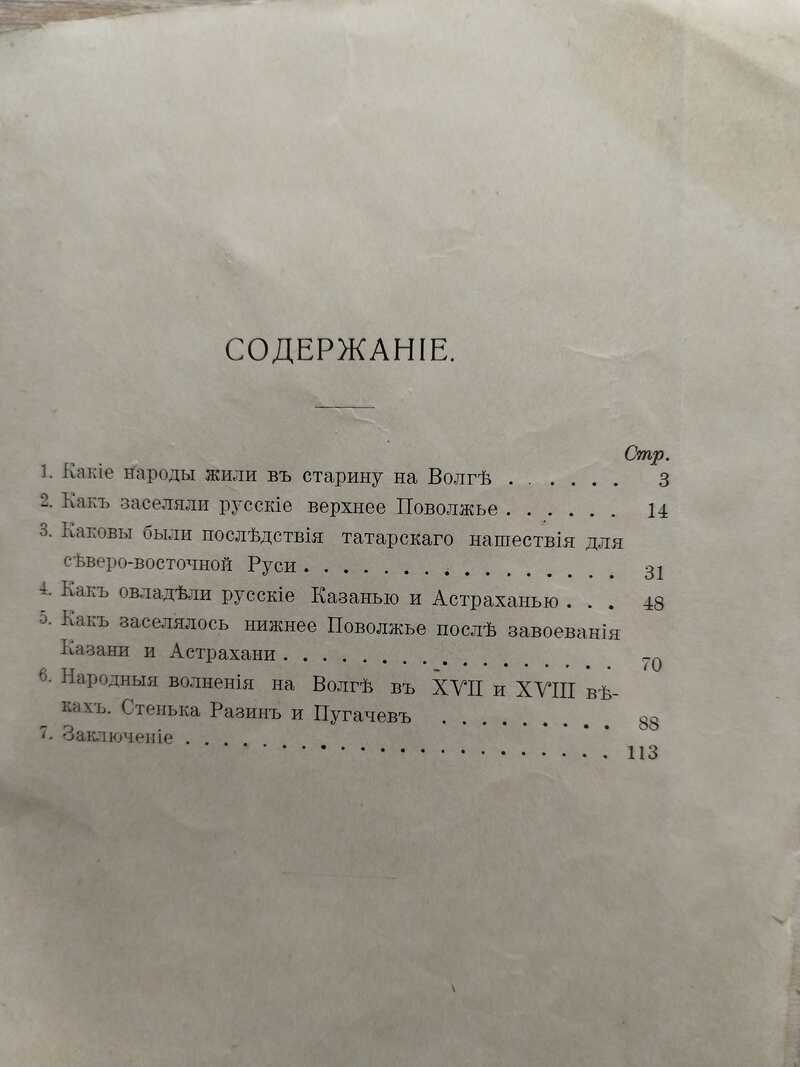 СОДЕРЖАНІЕ.
Стр.
1. Какіе народы жили въ старину на Волгѣ . . . . . . 3
2. Какъ заселяли русскіе верхнее Поволжье . . . . . . 14
3. Каковы были послѣдствія татарскаго нашествія для
сѣверо-восточной Руси . . . . . . . . . . . . . . . . 31
4. Какъ овладѣли русскіе Казанью и Астраханью . . . 48
5. Какъ заселялось нижнее Поволжье послѣ завоеванія
Казани и Астрахани . . . . . . . . . . . . . . . . . 70
6. Народныя волненія на Волгѣ въ XVII и XVIII вѣ-
кахъ. Стенька Разинъ и Пугачевъ . . . . . . . . . 88
7. Заключеніе . . . . . . . . . . . . . . . . . . . . . . 113